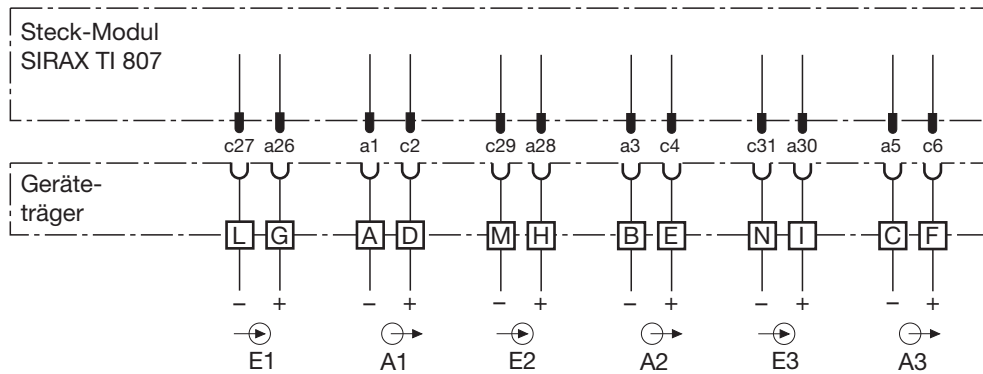 Steck-Modul
SIRAX TI 807
c27 a26 a1 c2 c29 a28 a3 c4 c31 a30 a5 c6
Geräte-
träger
L G A D M H B E N I C F
– + – + – + – + – + – +
E1 A1 E2 A2 E3 A3